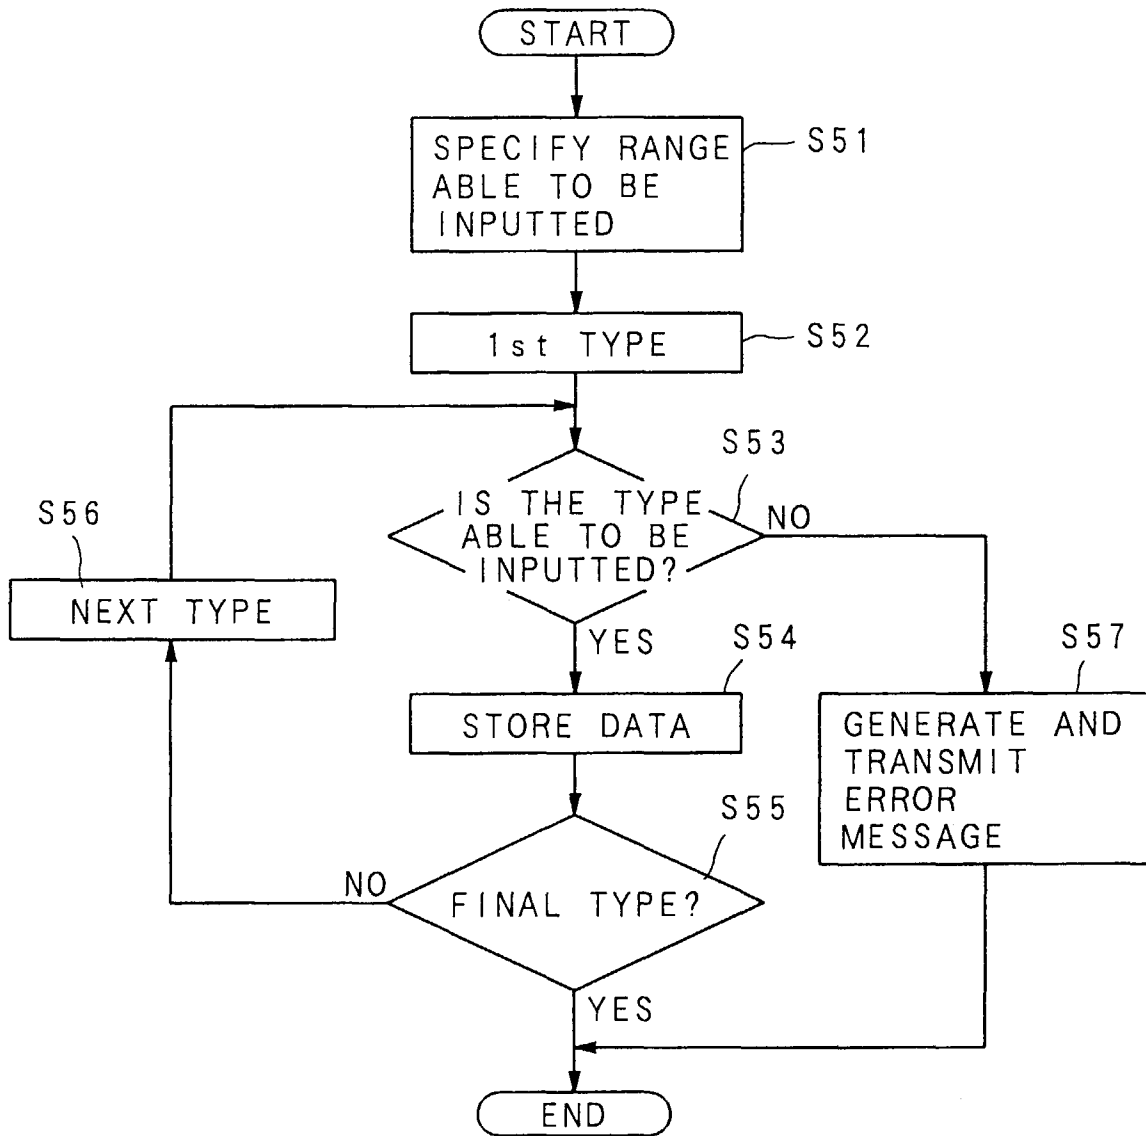 START
SPECIFY RANGE
ABLE TO BE
INPUTTED
S51
1st TYPE
S52
S53
IS THE TYPE
ABLE TO BE
INPUTTED?
NO
S56
NEXT TYPE
YES
S54
STORE DATA
S57
GENERATE AND
TRANSMIT
ERROR
MESSAGE
S55
FINAL TYPE?
NO
YES
END